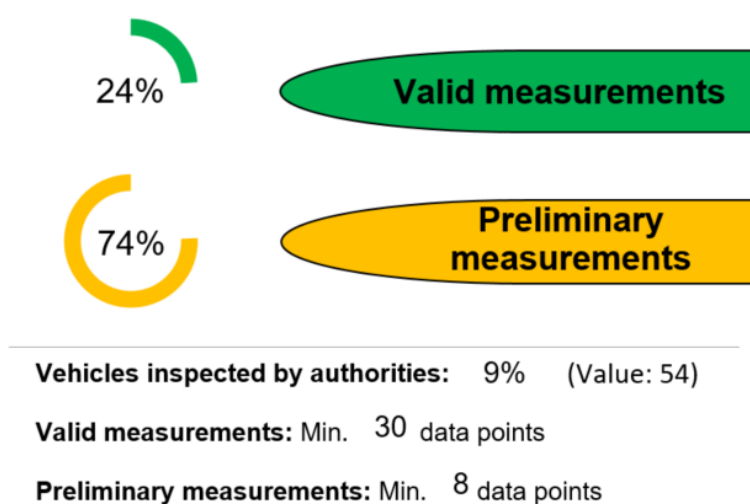 24%
Valid measurements
74%
Preliminary
measurements
Vehicles inspected by authorities: 9% (Value: 54)
Valid measurements: Min. 30 data points
Preliminary measurements: Min. 8 data points